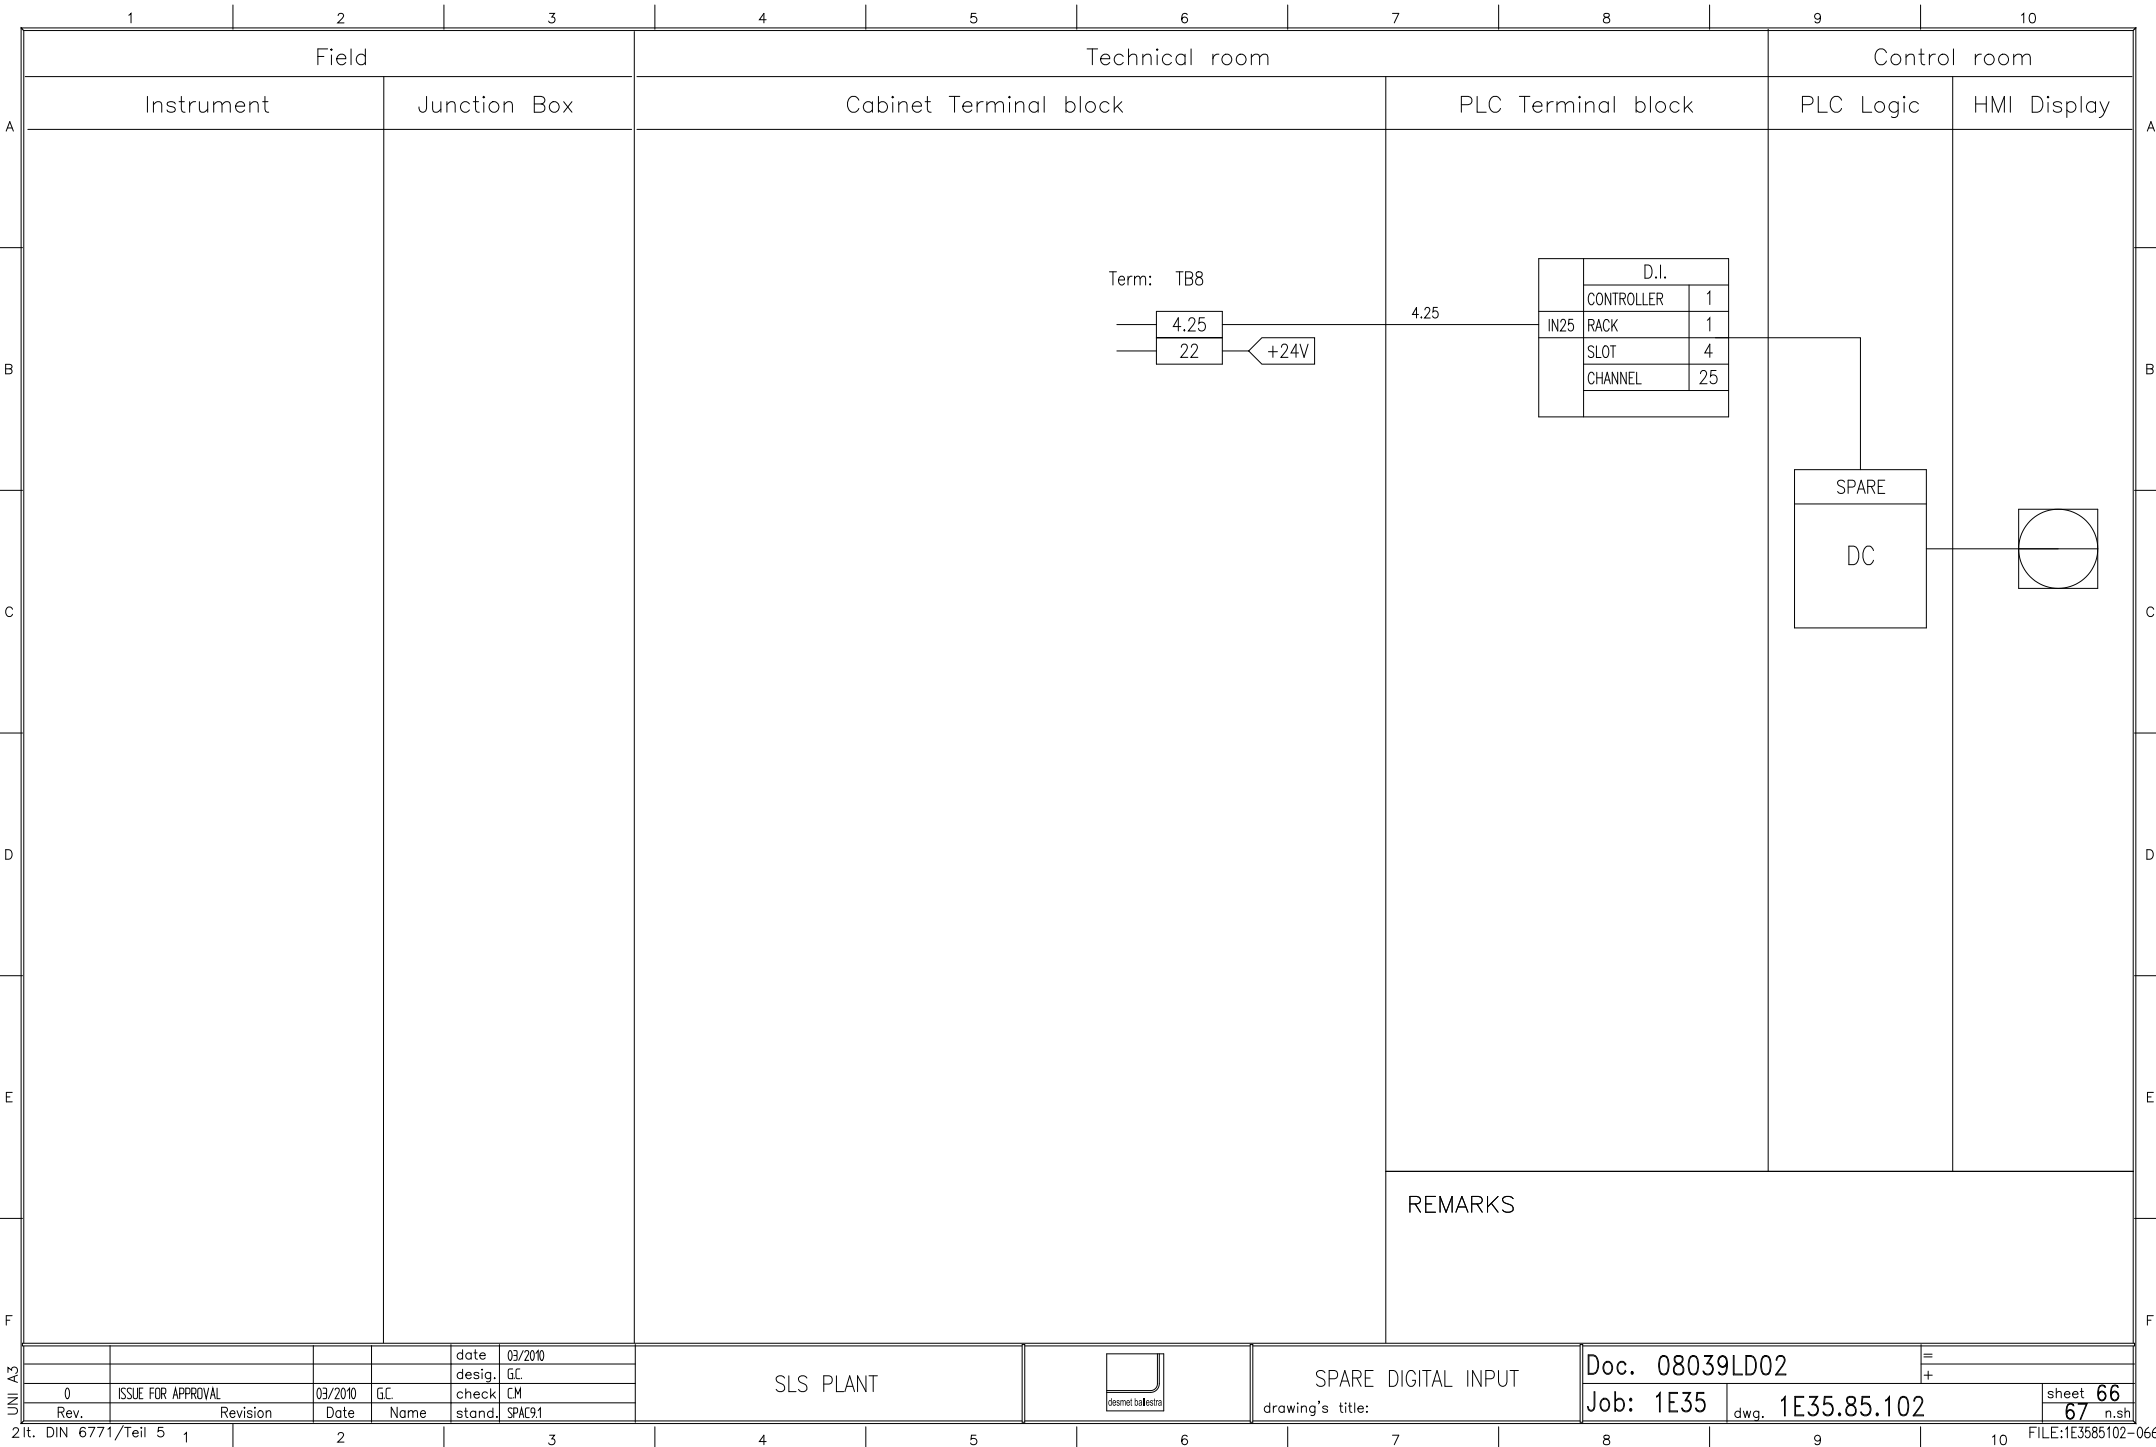 1 2 3 4 5 6 7 8 9 10
Field Technical room Control room
Instrument Junction Box Cabinet Terminal block PLC Terminal block PLC Logic HMI Display
A A
Term: TB8
D.I.
CONTROLLER 1
4.25 4.25 IN25 RACK 1
22 +24V SLOT 4
B B
CHANNEL 25
SPARE
DC
C C
D D
E E
REMARKS
F F
UNI A3
date 03/2010
desig. G.C.
0 ISSUE FOR APPROVAL 03/2010 G.C. check C.M
Rev. Revision Date Name stand. SPAC9.1
SLS PLANT
desmet ballestra
SPARE DIGITAL INPUT
drawing's title:
Doc. 08039LD02
=
+
Job: 1E35 dwg. 1E35.85.102
sheet 66
67 n.sh
2lt. DIN 6771/Teil 5
1 2 3 4 5 6 7 8 9 10
FILE:1E3585102-066